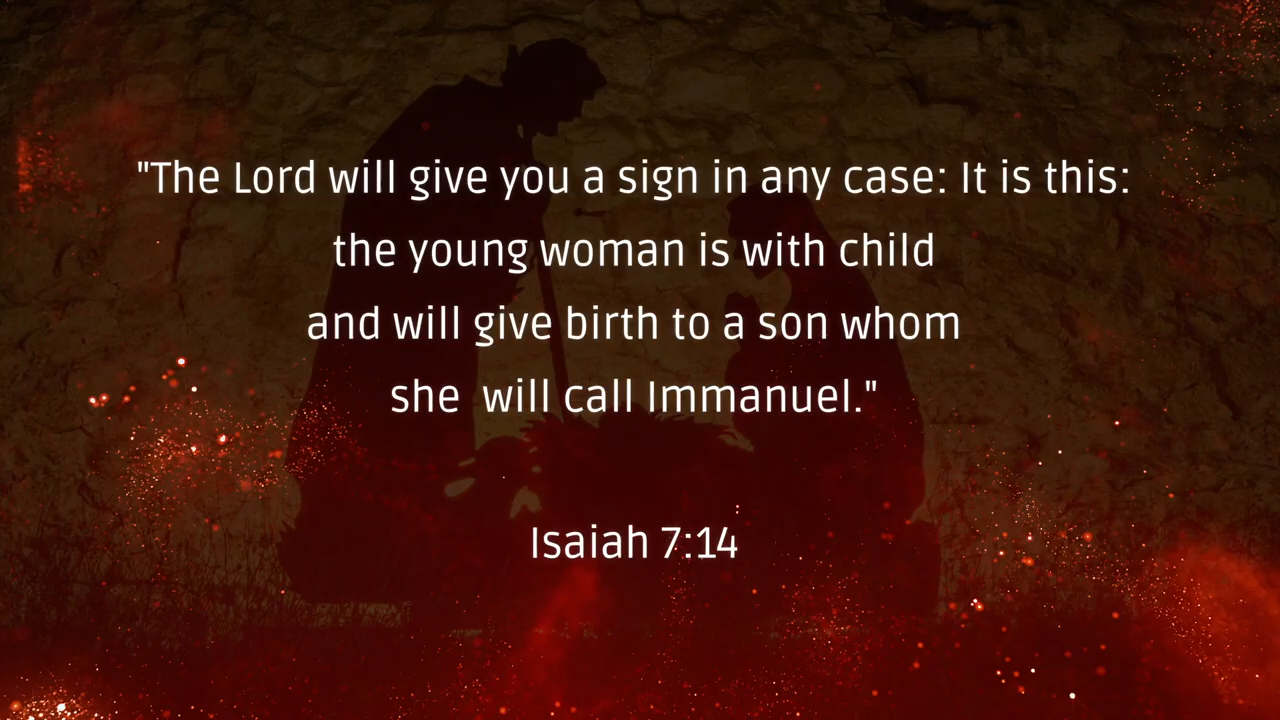 "The Lord will give you a sign in any case: It is this:
the young woman is with child
and will give birth to a son whom
she  will call Immanuel."
Isaiah 7:14